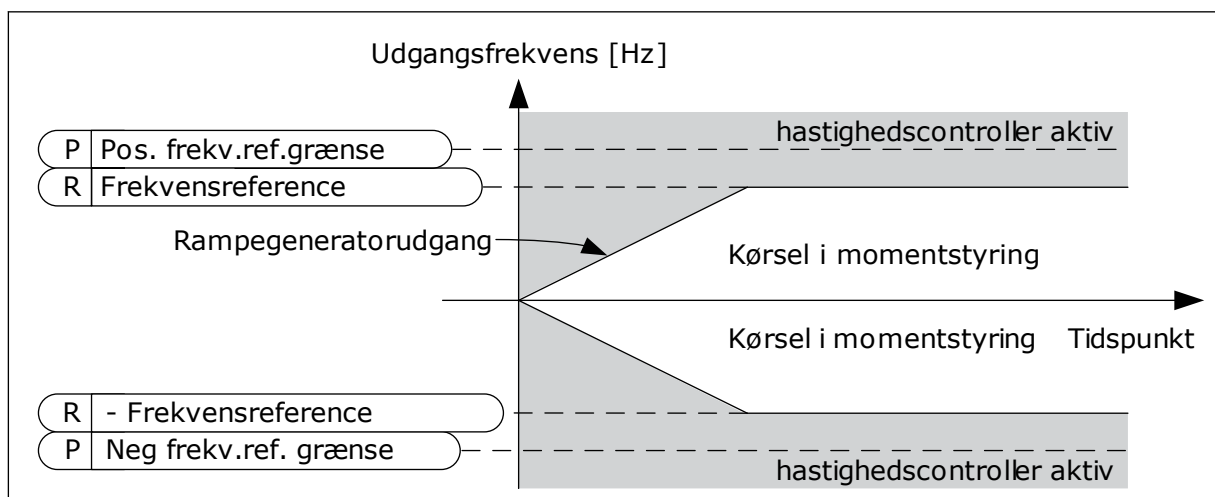 Udgangsfrekvens [Hz]
hastighedscontroller aktiv
P Pos. frekv.ref.grænse
R Frekvensreference
Rampegeneratorudgang
Kørsel i momentstyring
Kørsel i momentstyring Tidspunkt
R - Frekvensreference
P Neg frekv.ref. grænse
hastighedscontroller aktiv